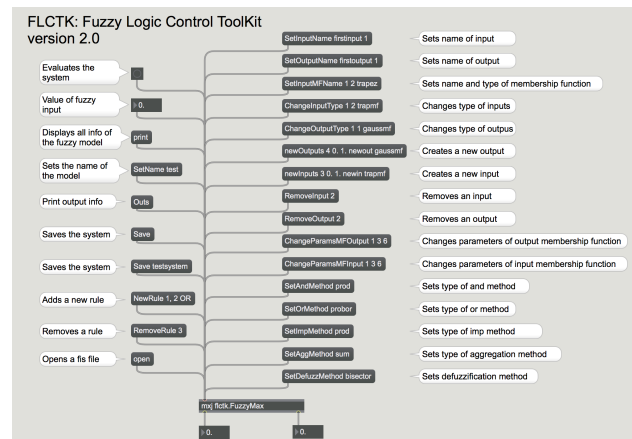 FLCTK: Fuzzy Logic Control ToolKit
version 2.0
Evaluates the
system
Value of fuzzy
input
0.
Displays all info of
the fuzzy model
print
Sets the name of
the model
SetName test
Print output info
Outs
Saves the system
Save
Saves the system
Save testsystem
Adds a new rule
NewRule 1, 2 OR
Removes a rule
RemoveRule 3
Opens a fis file
open
SetInputName firstinput 1
Sets name of input
SetOutputName firstoutput 1
Sets name of output
SetInputMFName 1 2 trapez
Sets name and type of membership function
ChangeInputType 1 2 trapmf
Changes type of inputs
ChangeOutputType 1 1 gaussmf
Changes type of outpus
newOutputs 4 0. 1. newout gaussmf
Creates a new output
newInputs 3 0. 1. newin trapmf
Creates a new input
RemoveInput 2
Removes an input
RemoveOutput 2
Removes an output
ChangeParamsMFOutput 1 3 6
Changes parameters of output membership function
ChangeParamsMFInput 1 3 6
Changes parameters of input membership function
SetAndMethod prod
Sets type of and method
SetOrMethod probor
Sets type of or method
SetImpMethod prod
Sets type of imp method
SetAggMethod sum
Sets type of aggregation method
SetDefuzzMethod bisector
Sets defuzzification method
mxj flctk.FuzzyMax
0.
0.